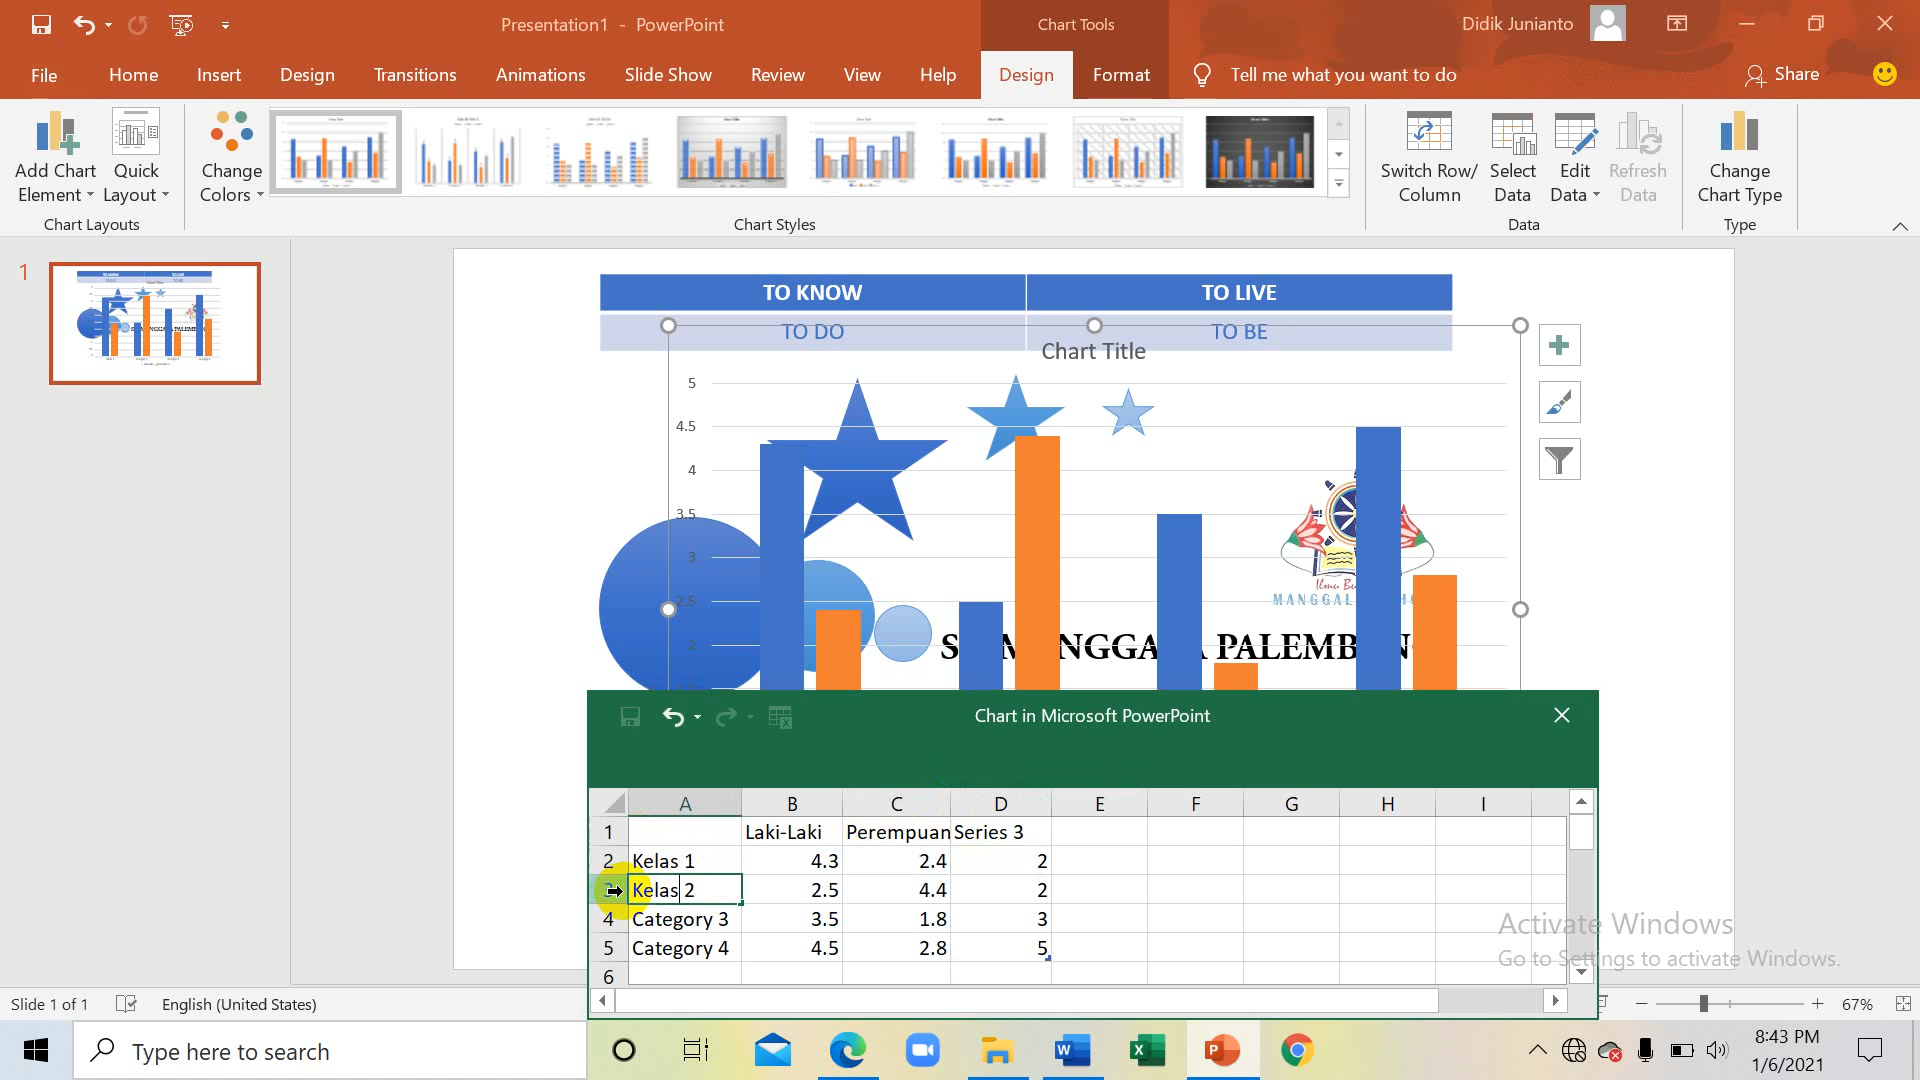 Presentation1 - PowerPoint
Chart Tools
Didik Junianto
File Home Insert Design Transitions Animations Slide Show Review View Help Design Format Tell me what you want to do Share
Add Chart Element
Quick Layout
Change Colors
Switch Row/ Column
Select Data
Edit Data
Refresh Data
Change Chart Type
Chart Layouts
Chart Styles
Data
Type
1
TO KNOW TO LIVE
TO DO TO BE
Chart Title
5
4.5
4
3.5
3
2.5
2
MANGGAL
PALEMB
Chart in Microsoft PowerPoint
A B C D E F G H I
1 Laki-Laki Perempuan Series 3
2 Kelas 1 4.3 2.4 2
3 Kelas 2 2.5 4.4 2
4 Category 3 3.5 1.8 3
5 Category 4 4.5 2.8 5
6
Activate Windows
Go to Settings to activate Windows.
Slide 1 of 1 English (United States) 67%
Type here to search
8:43 PM
1/6/2021